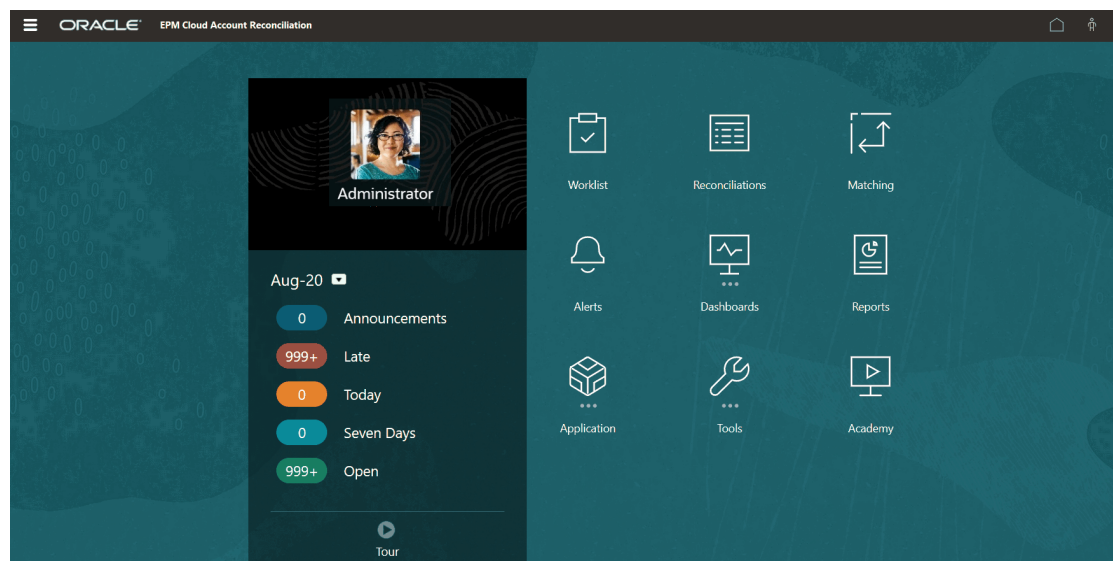 ORACLE EPM Cloud Account Reconciliation
Administrator
Aug-20
0 Announcements
999+ Late
0 Today
0 Seven Days
999+ Open
Tour
Worklist Reconciliations Matching
Alerts Dashboards Reports
Application Tools Academy